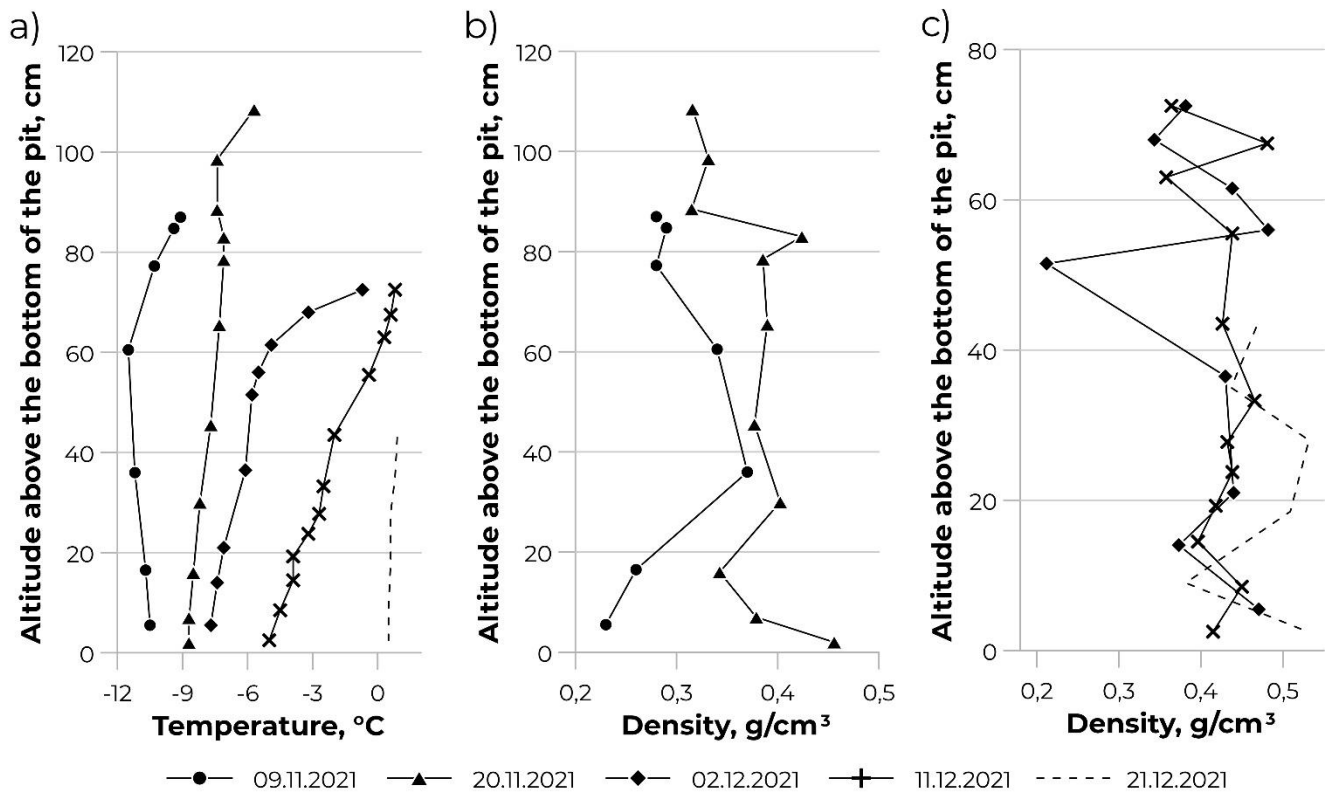 a)
Altitude above the bottom of the pit, cm
120
100
80
60
40
20
0
-12 -9 -6 -3 0
Temperature, °C
b)
Altitude above the bottom of the pit, cm
120
100
80
60
40
20
0
0,2 0,3 0,4 0,5
Density, g/cm³
c)
Altitude above the bottom of the pit, cm
80
60
40
20
0
0,2 0,3 0,4 0,5
Density, g/cm³
09.11.2021 20.11.2021 02.12.2021 11.12.2021 21.12.2021